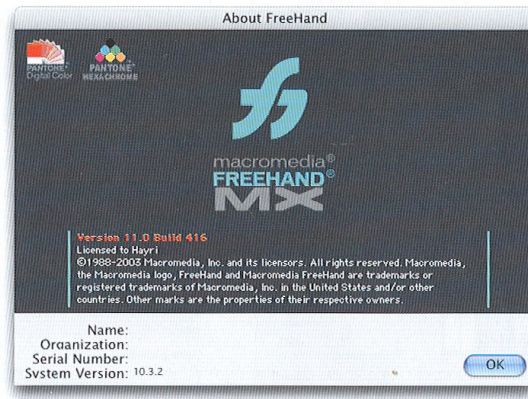 About FreeHand
PANTONE®
Digital Color
PANTONE®
HEXACHROME
macromedia®
FREEHAND®
MX
Version 11.0 Build 416
Licensed to Hayri
©1988-2003 Macromedia, Inc. and its licensors. All rights reserved. Macromedia,
the Macromedia logo, FreeHand and Macromedia FreeHand are trademarks or
registered trademarks of Macromedia, Inc. in the United States and/or other
countries. Other marks are the properties of their respective owners.
Name:
Organization:
Serial Number:
System Version: 10.3.2
OK